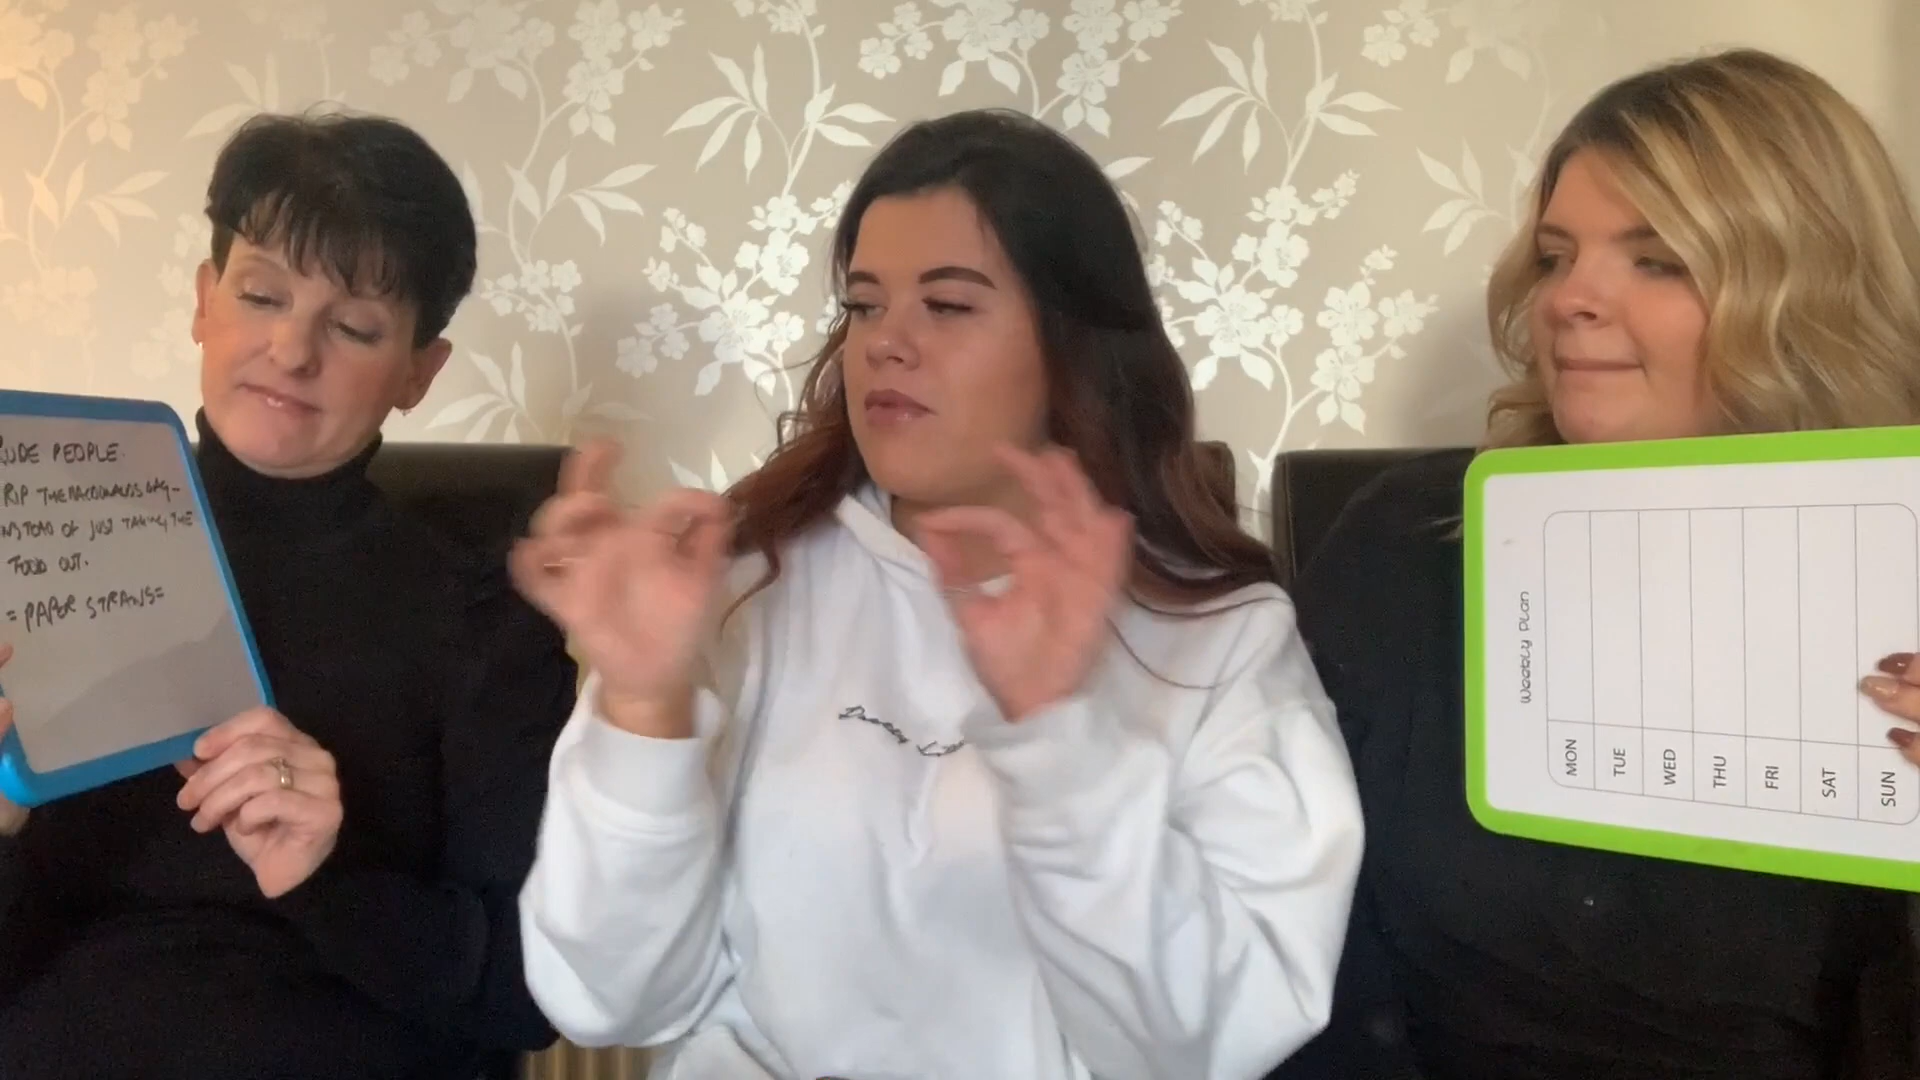 RUDE PEOPLE.
RIP THE MACDONALDS BAG -
INSTEAD OF JUST TAKING THE
FOOD OUT.
= PAPER STRAWS =
Weekly Plan
MON
TUE
WED
THU
FRI
SAT
SUN